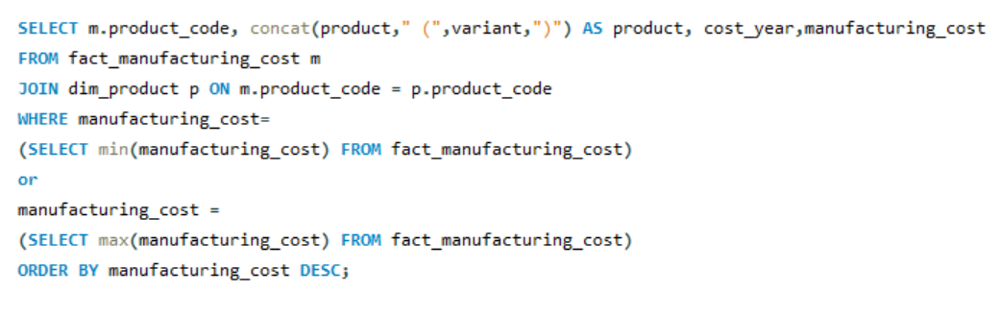 SELECT m.product_code, concat(product," (",variant,")") AS product, cost_year,manufacturing_cost
FROM fact_manufacturing_cost m
JOIN dim_product p ON m.product_code = p.product_code
WHERE manufacturing_cost=
(SELECT min(manufacturing_cost) FROM fact_manufacturing_cost)
or
manufacturing_cost =
(SELECT max(manufacturing_cost) FROM fact_manufacturing_cost)
ORDER BY manufacturing_cost DESC;